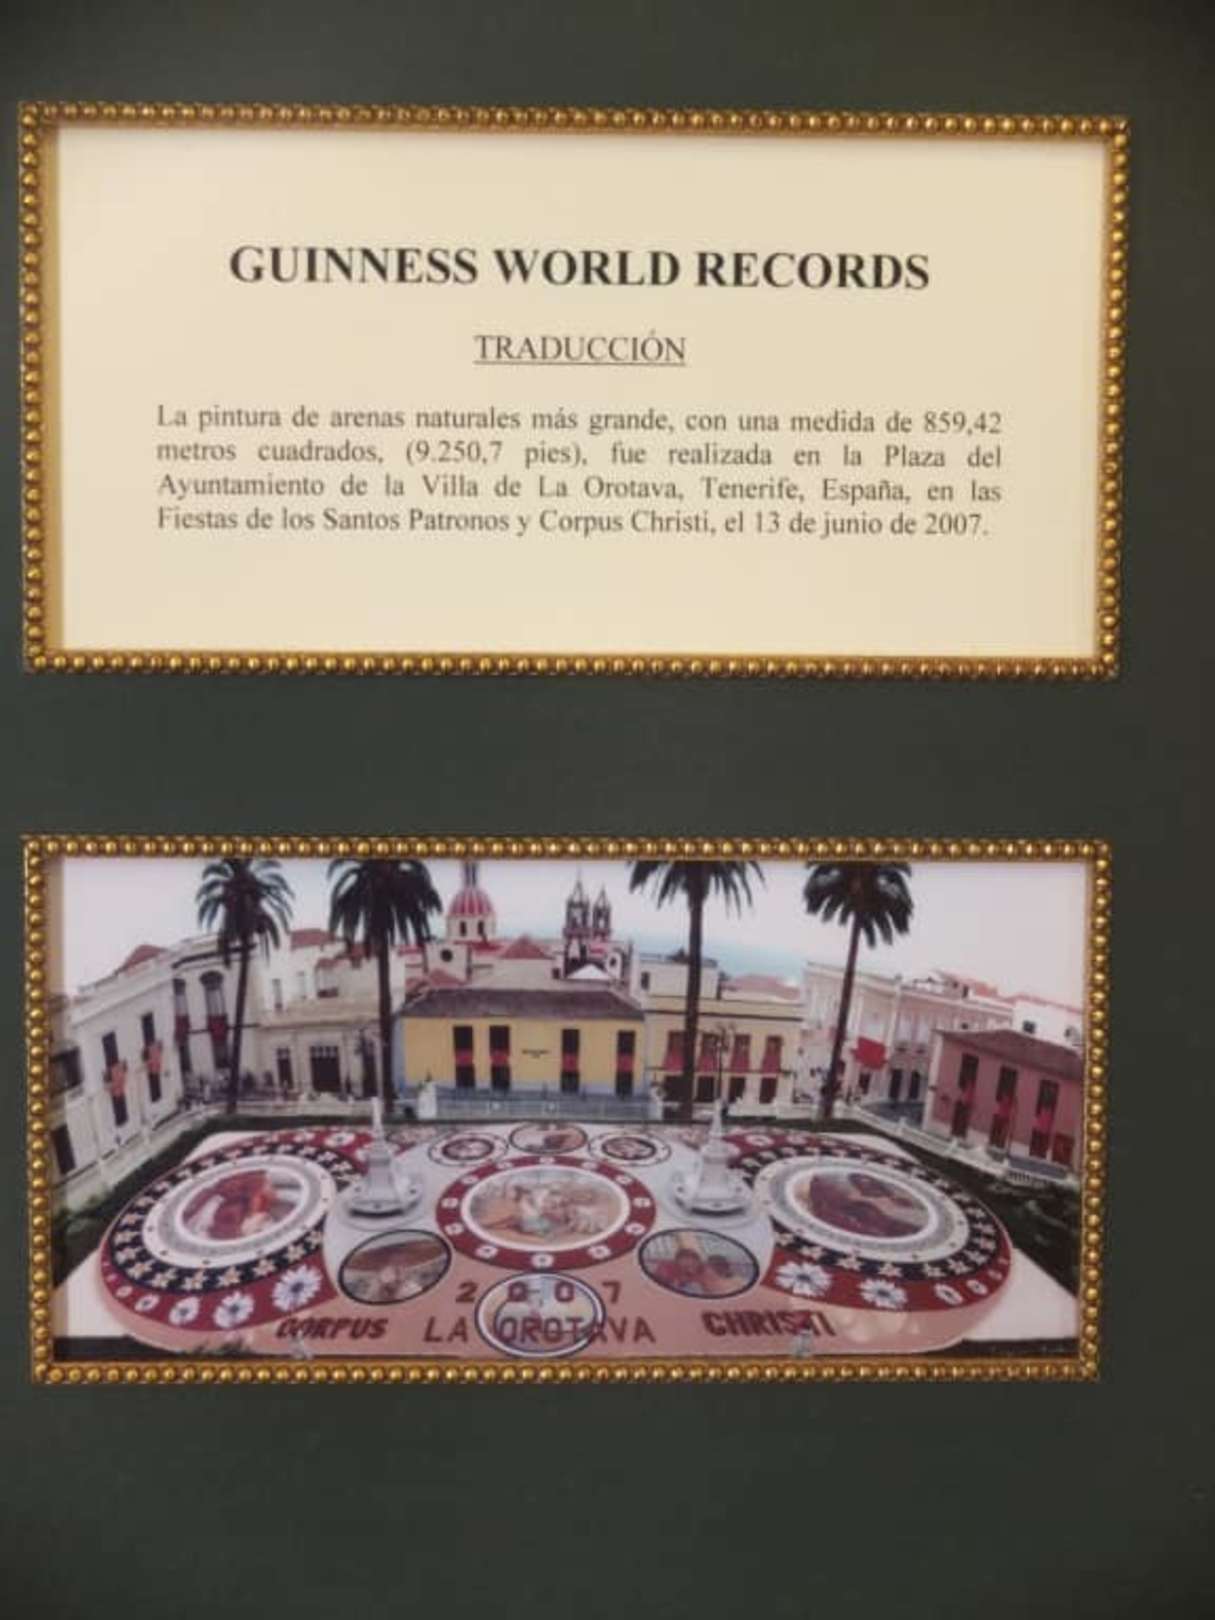 GUINNESS WORLD RECORDS
TRADUCCIÓN
La pintura de arenas naturales más grande, con una medida de 859,42
metros cuadrados, (9.250,7 pies), fue realizada en la Plaza del
Ayuntamiento de la Villa de La Orotava, Tenerife, España, en las
Fiestas de los Santos Patronos y Corpus Christi, el 13 de junio de 2007.
2007
CORPUS LA OROTAVA CHRISTI